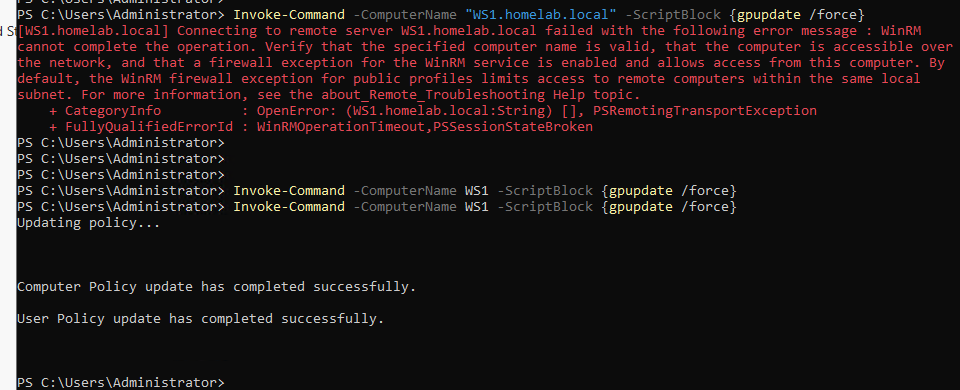 PS C:\Users\Administrator>
PS C:\Users\Administrator> Invoke-Command -ComputerName "WS1.homelab.local" -ScriptBlock {gpupdate /force}
[WS1.homelab.local] Connecting to remote server WS1.homelab.local failed with the following error message : WinRM
cannot complete the operation. Verify that the specified computer name is valid, that the computer is accessible over
the network, and that a firewall exception for the WinRM service is enabled and allows access from this computer. By
default, the WinRM firewall exception for public profiles limits access to remote computers within the same local
subnet. For more information, see the about_Remote_Troubleshooting Help topic.
    + CategoryInfo          : OpenError: (WS1.homelab.local:String) [], PSRemotingTransportException
    + FullyQualifiedErrorId : WinRMOperationTimeout,PSSessionStateBroken
PS C:\Users\Administrator>
PS C:\Users\Administrator>
PS C:\Users\Administrator>
PS C:\Users\Administrator> Invoke-Command -ComputerName WS1 -ScriptBlock {gpupdate /force}
PS C:\Users\Administrator> Invoke-Command -ComputerName WS1 -ScriptBlock {gpupdate /force}
Updating policy...
Computer Policy update has completed successfully.
User Policy update has completed successfully.
PS C:\Users\Administrator>